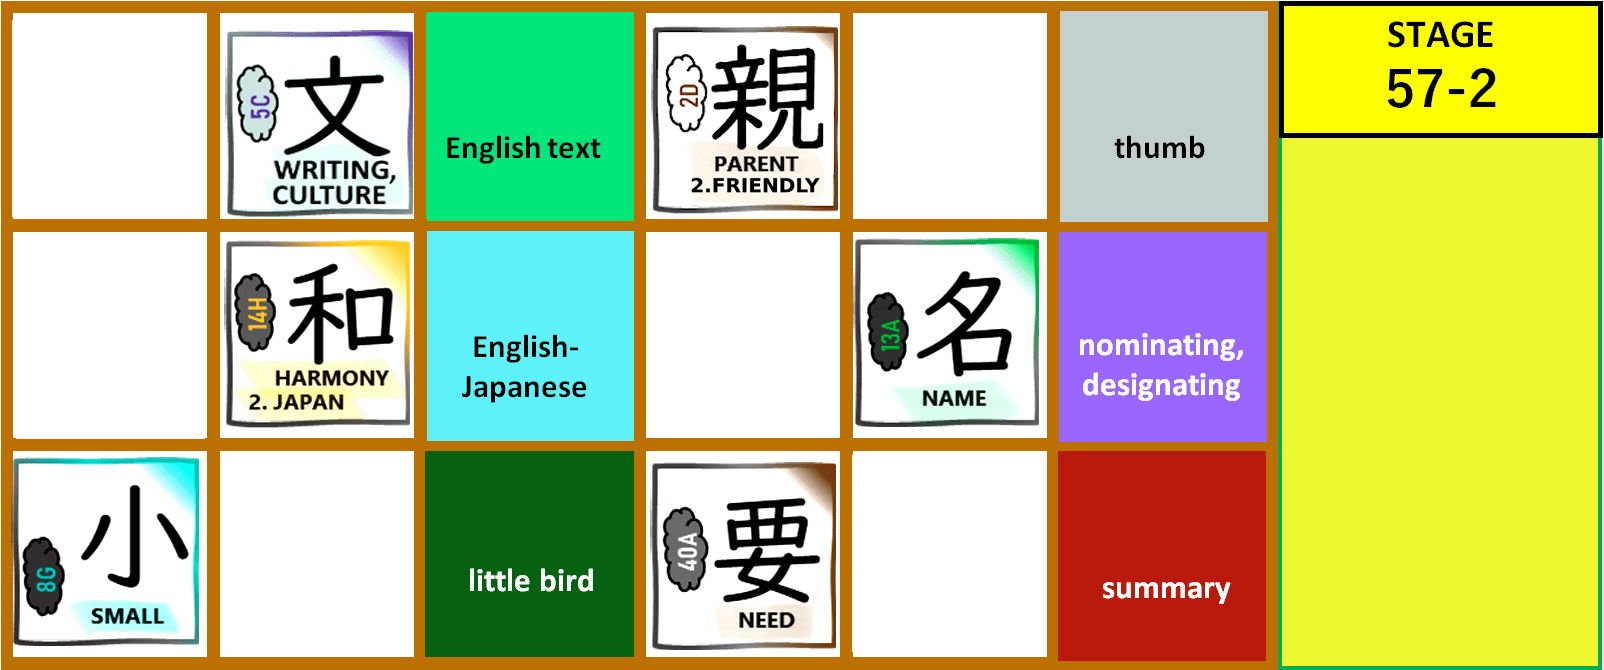 5C
文
WRITING,
CULTURE
English text
2D
親
PARENT
2.FRIENDLY
thumb
STAGE
57-2
14H
和
HARMONY
2. JAPAN
English-
Japanese
13A
名
NAME
nominating,
designating
8G
小
SMALL
little bird
40A
要
NEED
summary